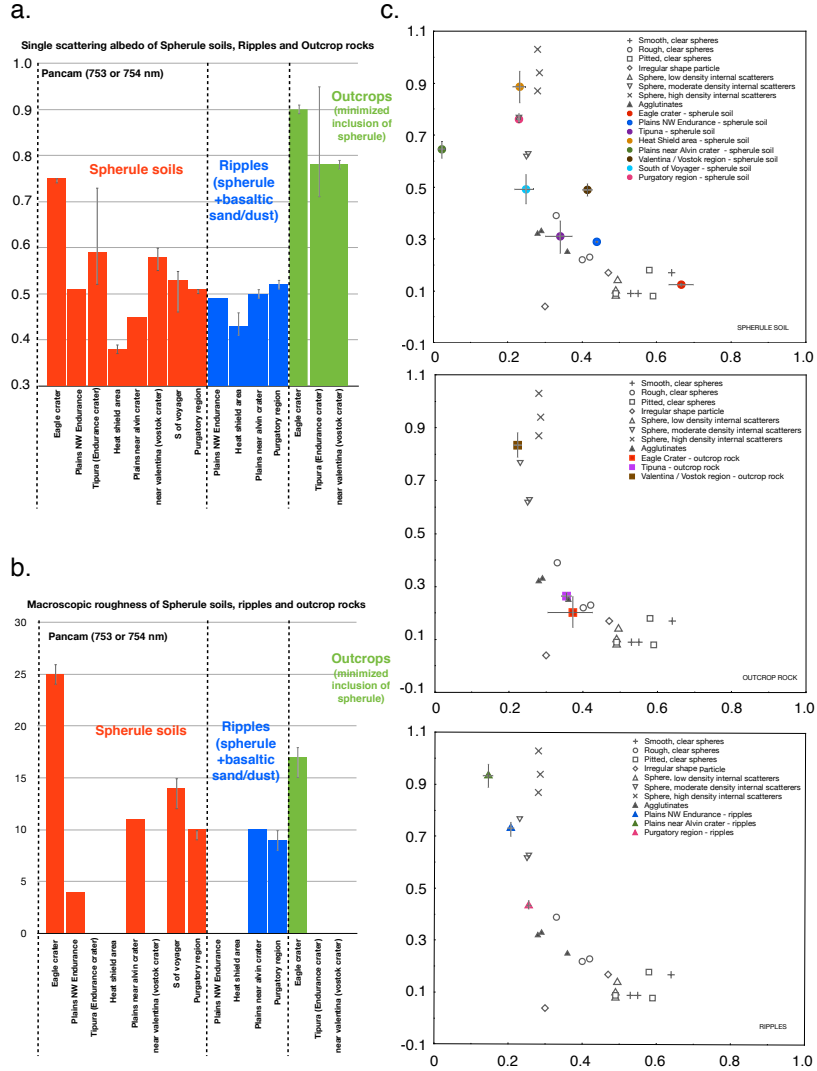 a.
Single scattering albedo of Spherule soils, Ripples and Outcrop rocks
Pancam (753 or 754 nm)
1.0
0.9
0.8
0.7
0.6
0.5
0.4
0.3
Spherule soils
Ripples
(spherule
+basaltic
sand/dust)
Outcrops
(minimized
inclusion of
spherule)
Eagle crater
Plains NW Endurance
Tipura (Endurance crater)
Heat shield area
Plains near alvin crater
near valentina (vostok crater)
S of voyager
Purgatory region
Plains NW Endurance
Heat shield area
Plains near alvin crater
Purgatory region
Eagle crater
Tipura (Endurance crater)
near valentina (vostok crater)
b.
Macroscopic roughness of Spherule soils, ripples and outcrop rocks
Pancam (753 or 754 nm)
30
25
20
15
10
5
0
Spherule soils
Ripples
(spherule
+basaltic
sand/dust)
Outcrops
(minimized
inclusion of
spherule)
Eagle crater
Plains NW Endurance
Tipura (Endurance crater)
Heat shield area
Plains near alvin crater
near valentina (vostok crater)
S of voyager
Purgatory region
Plains NW Endurance
Heat shield area
Plains near alvin crater
Purgatory region
Eagle crater
Tipura (Endurance crater)
near valentina (vostok crater)
c.
1.1
0.9
0.7
0.5
0.3
0.1
-0.1
Smooth, clear spheres
Rough, clear spheres
Pitted, clear spheres
Irregular shape particle
Sphere, low density internal scatterers
Sphere, moderate density internal scatterers
Sphere, high density internal scatterers
Agglutinates
Eagle crater - spherule soil
Plains NW Endurance - spherule soil
Tipuna - spherule soil
Heat Shield area - spherule soil
Plains near Alvin crater - spherule soil
Valentina / Vostok region - spherule soil
South of Voyager - spherule soil
Purgatory region - spherule soil
SPHERULE SOIL
0 0.2 0.4 0.6 0.8 1.0
1.1
0.9
0.7
0.5
0.3
0.1
-0.1
Smooth, clear spheres
Rough, clear spheres
Pitted, clear spheres
Irregular shape particle
Sphere, low density internal scatterers
Sphere, moderate density internal scatterers
Sphere, high density internal scatterers
Agglutinates
Eagle Crater - outcrop rock
Tipuna - outcrop rock
Valentina / Vostok region - outcrop rock
OUTCROP ROCK
0 0.2 0.4 0.6 0.8 1.0
1.1
0.9
0.7
0.5
0.3
0.1
-0.1
Smooth, clear spheres
Rough, clear spheres
Pitted, clear spheres
Irregular shape particle
Sphere, low density internal scatterers
Sphere, moderate density internal scatterers
Sphere, high density internal scatterers
Agglutinates
Plains NW Endurance - ripples
Plains near Alvin crater - ripples
Purgatory region - ripples
RIPPLES
0 0.2 0.4 0.6 0.8 1.0